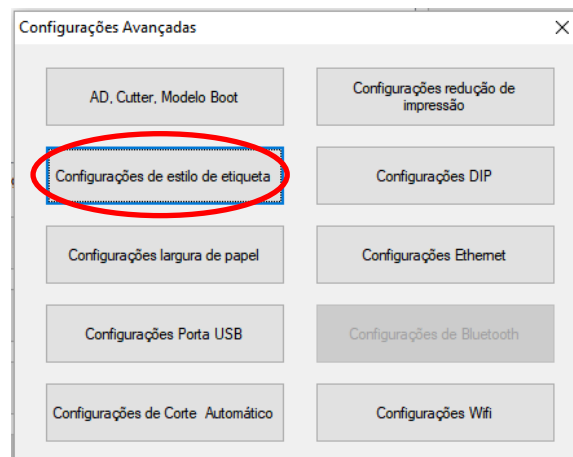 Configurações Avançadas
AD, Cutter, Modelo Boot
Configurações redução de
impressão
Configurações de estilo de etiqueta
Configurações DIP
Configurações largura de papel
Configurações Ethernet
Configurações Porta USB
Configurações de Bluetooth
Configurações de Corte Automático
Configurações Wifi